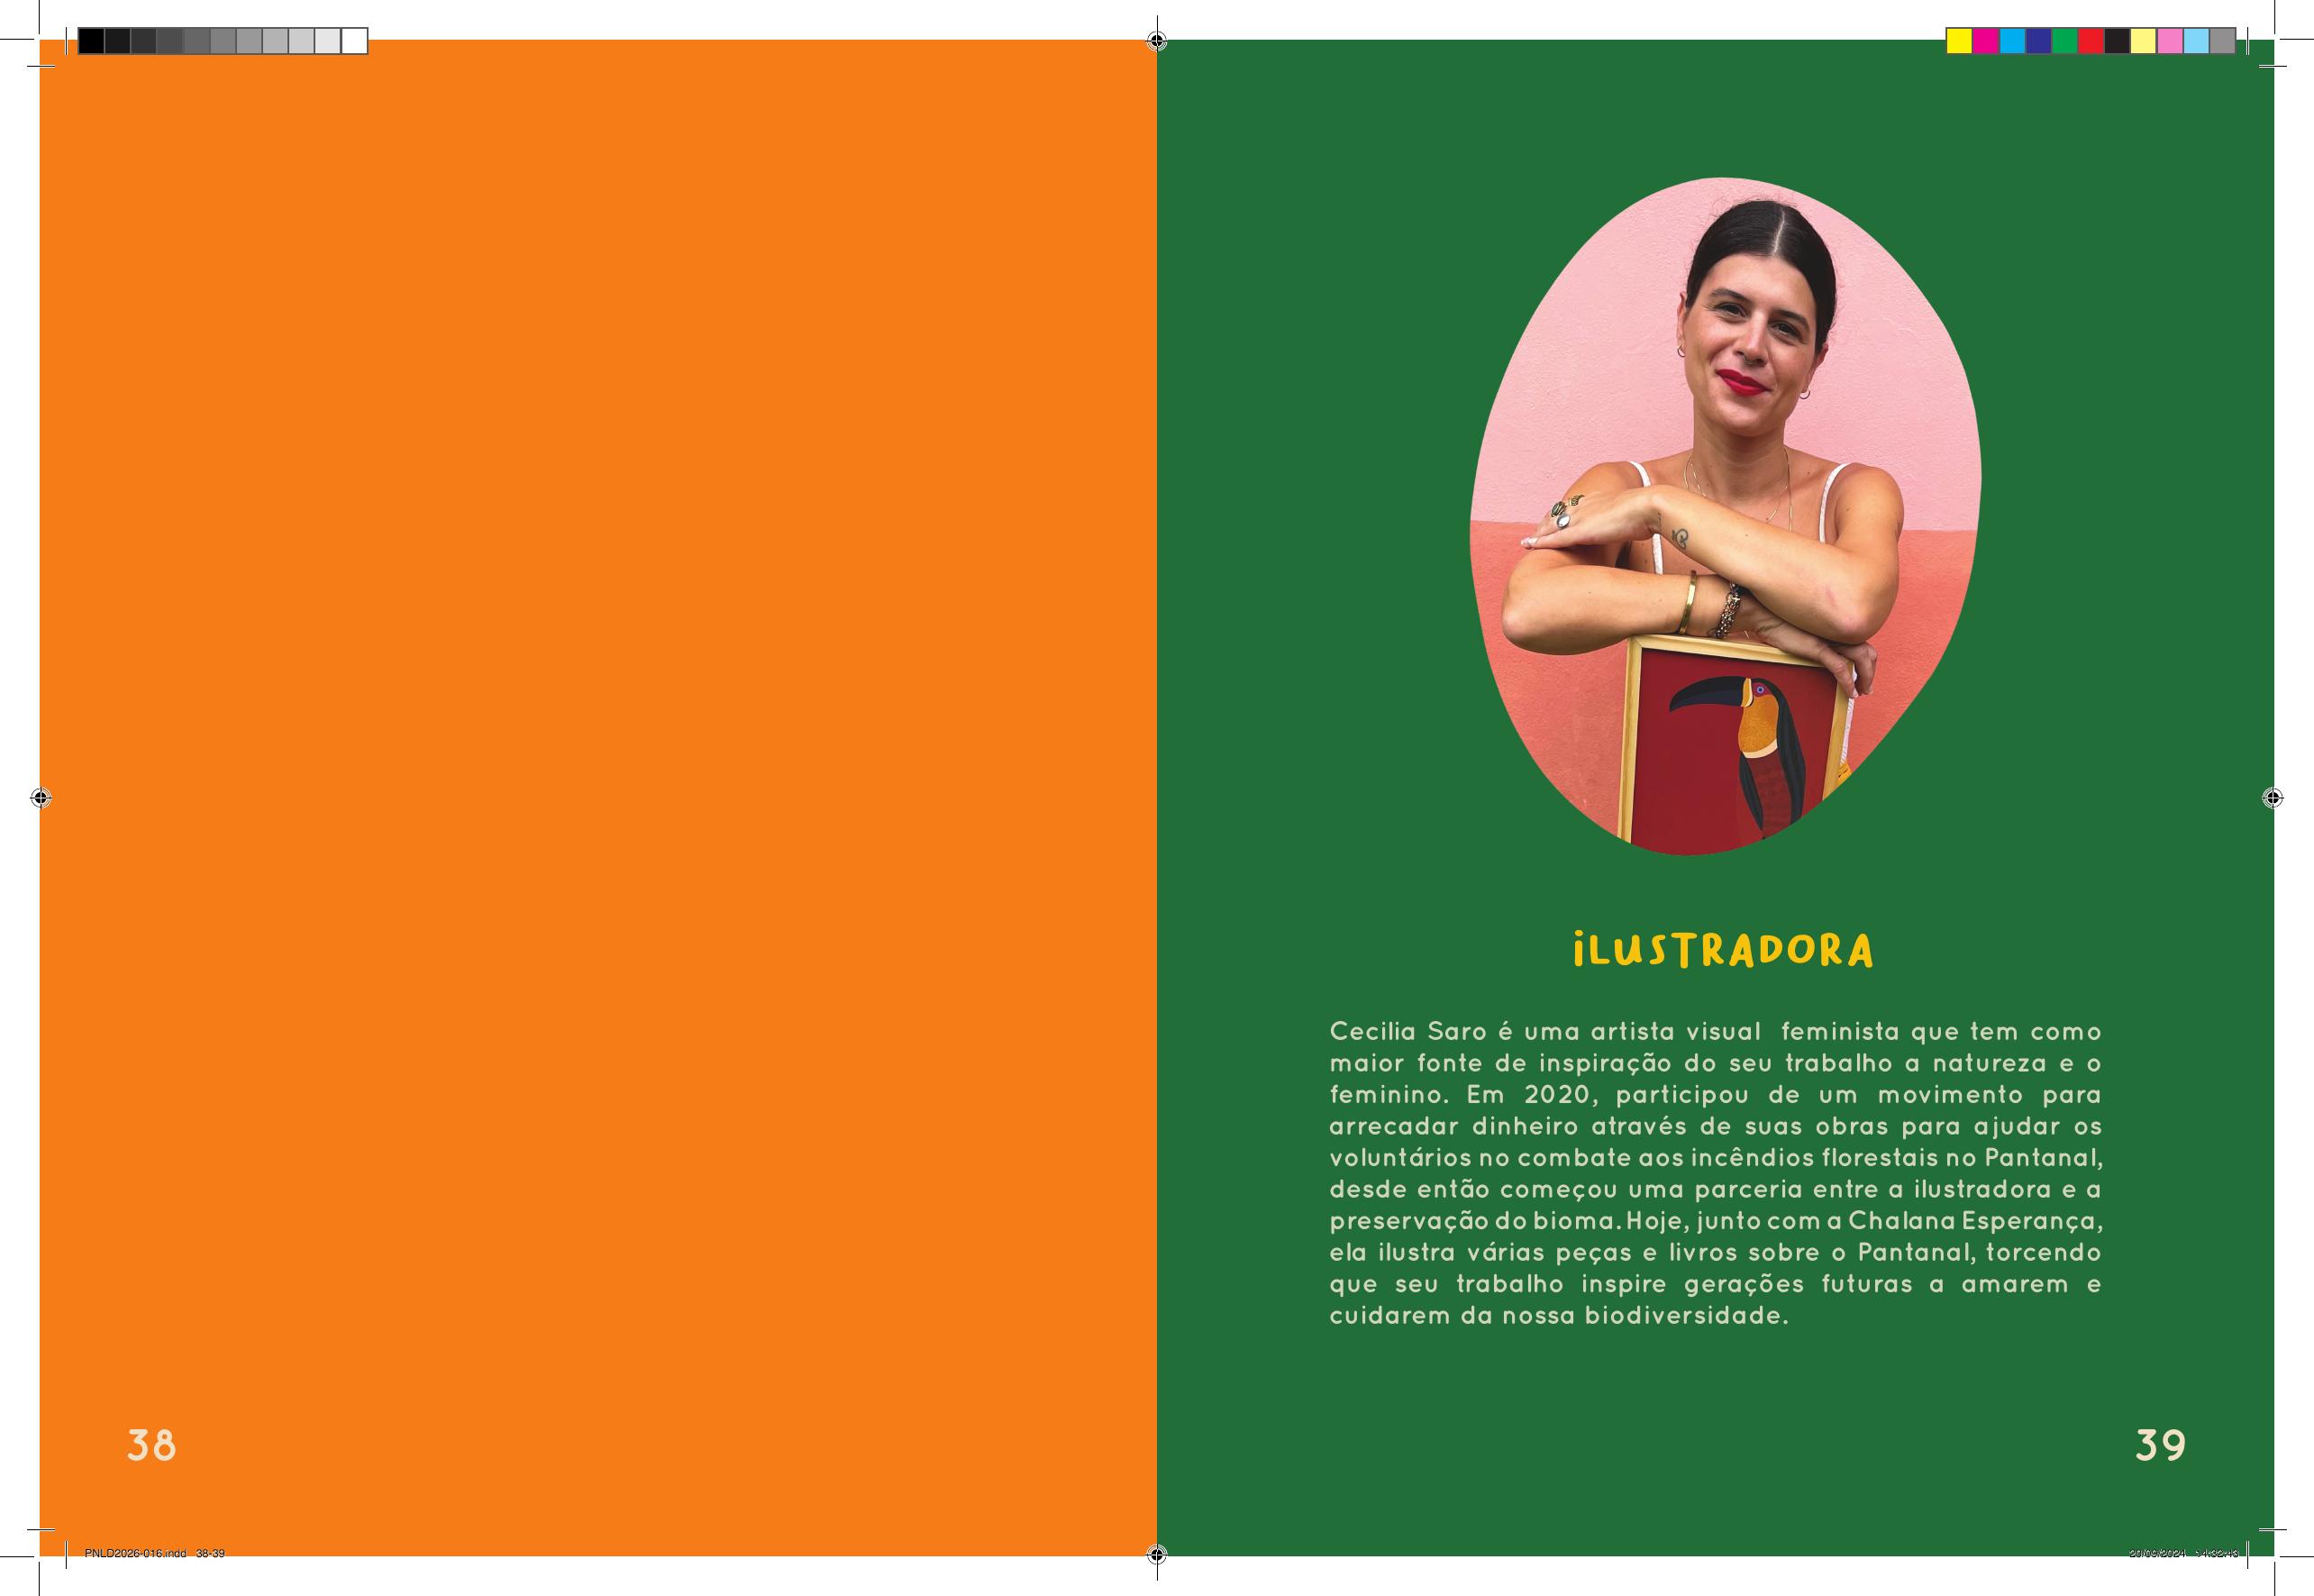 iLUSTRADORA
Cecilia Saro é uma artista visual feminista que tem como
maior fonte de inspiração do seu trabalho a natureza e o
feminino. Em 2020, participou de um movimento para
arrecadar dinheiro através de suas obras para ajudar os
voluntários no combate aos incêndios florestais no Pantanal,
desde então começou uma parceria entre a ilustradora e a
preservação do bioma. Hoje, junto com a Chalana Esperança,
ela ilustra várias peças e livros sobre o Pantanal, torcendo
que seu trabalho inspire gerações futuras a amarem e
cuidarem da nossa biodiversidade.
38
39
PNLD2026-016.indd 38-39
14:32:43